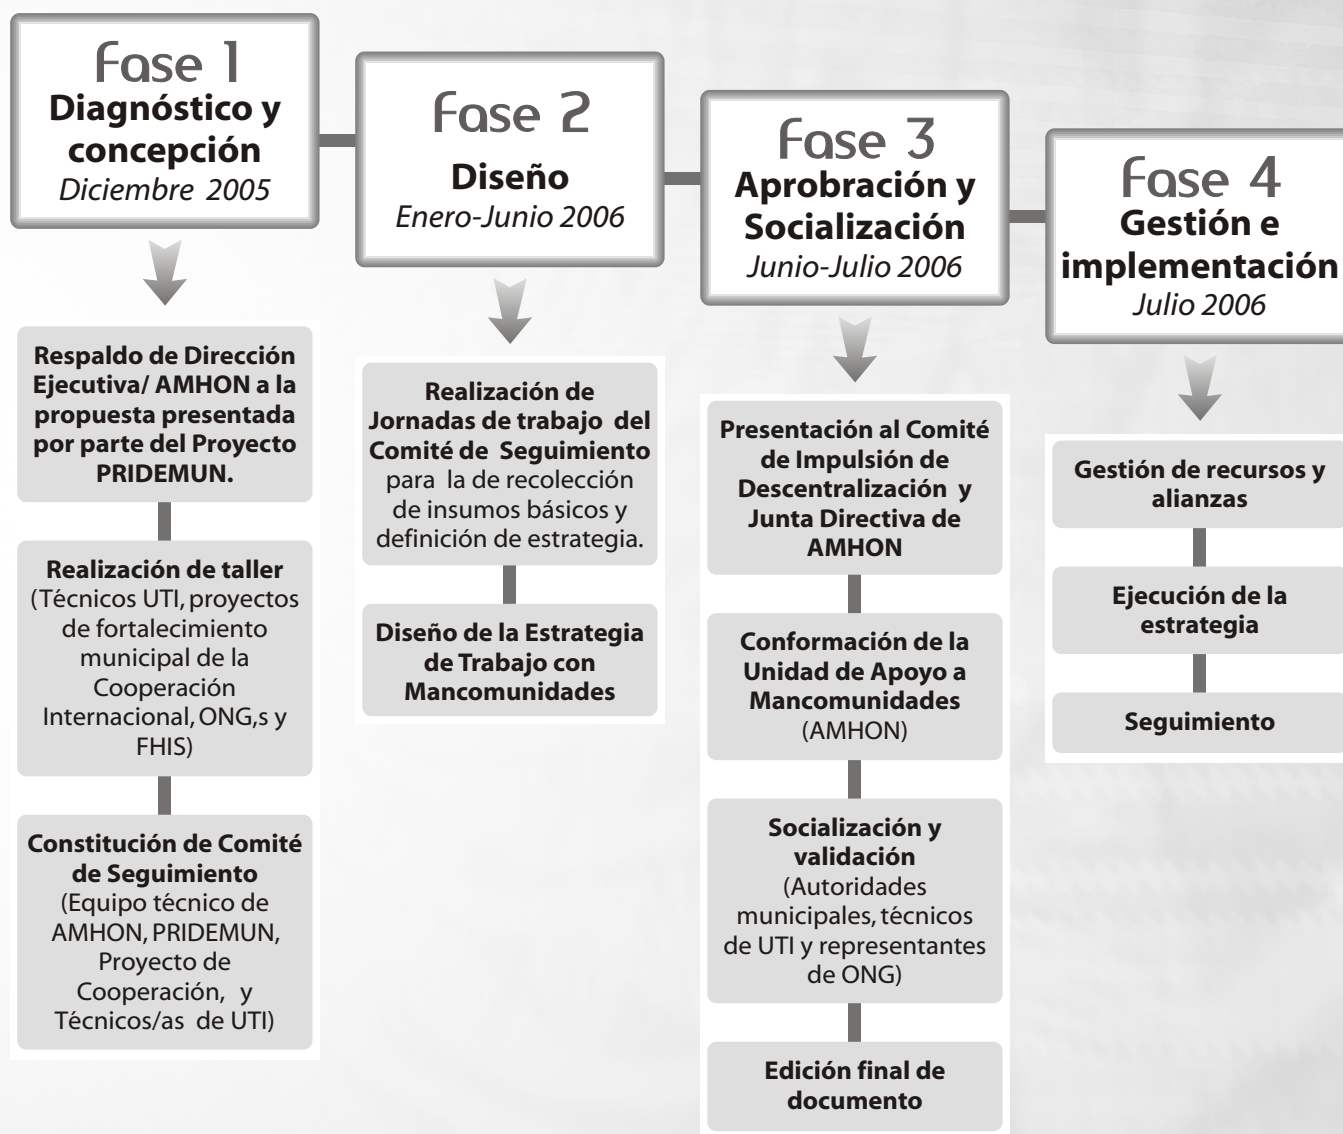 Fase 1
Diagnóstico y
concepción
Diciembre 2005
Respaldo de Dirección
Ejecutiva/ AMHON a la
propuesta presentada
por parte del Proyecto
PRIDEMUN.
Realización de taller
(Técnicos UTI, proyectos
de fortalecimiento
municipal de la
Cooperación
Internacional, ONG,s y
FHIS)
Constitución de Comité
de Seguimiento
(Equipo técnico de
AMHON, PRIDEMUN,
Proyecto de
Cooperación, y
Técnicos/as de UTI)
Fase 2
Diseño
Enero-Junio 2006
Realización de
Jornadas de trabajo del
Comité de Seguimiento
para la de recolección
de insumos básicos y
definición de estrategia.
Diseño de la Estrategia
de Trabajo con
Mancomunidades
Fase 3
Aprobración y
Socialización
Junio-Julio 2006
Presentación al Comité
de Impulsión de
Descentralización y
Junta Directiva de
AMHON
Conformación de la
Unidad de Apoyo a
Mancomunidades
(AMHON)
Socialización y
validación
(Autoridades
municipales, técnicos
de UTI y representantes
de ONG)
Edición final de
documento
Fase 4
Gestión e
implementación
Julio 2006
Gestión de recursos y
alianzas
Ejecución de la
estrategia
Seguimiento